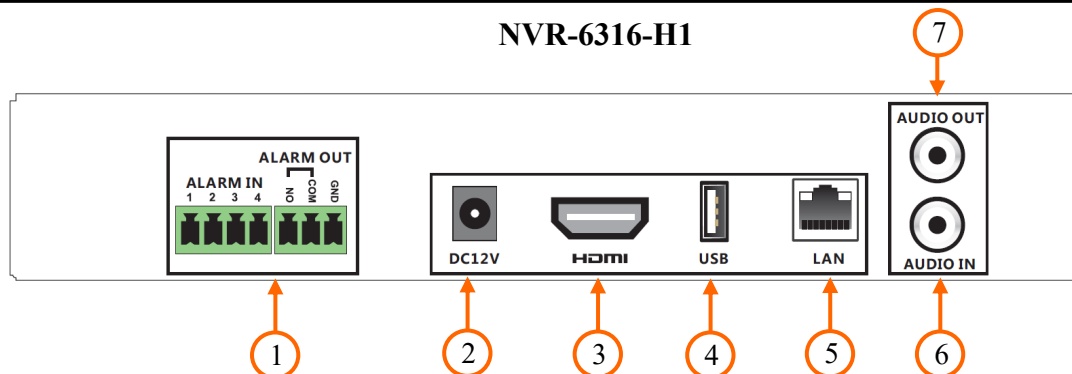 NVR-6316-H1
7
AUDIO OUT
ALARM OUT
ALARM IN
1 2 3 4 NO COM GND
DC12V HDMI USB LAN
AUDIO IN
1 2 3 4 5 6